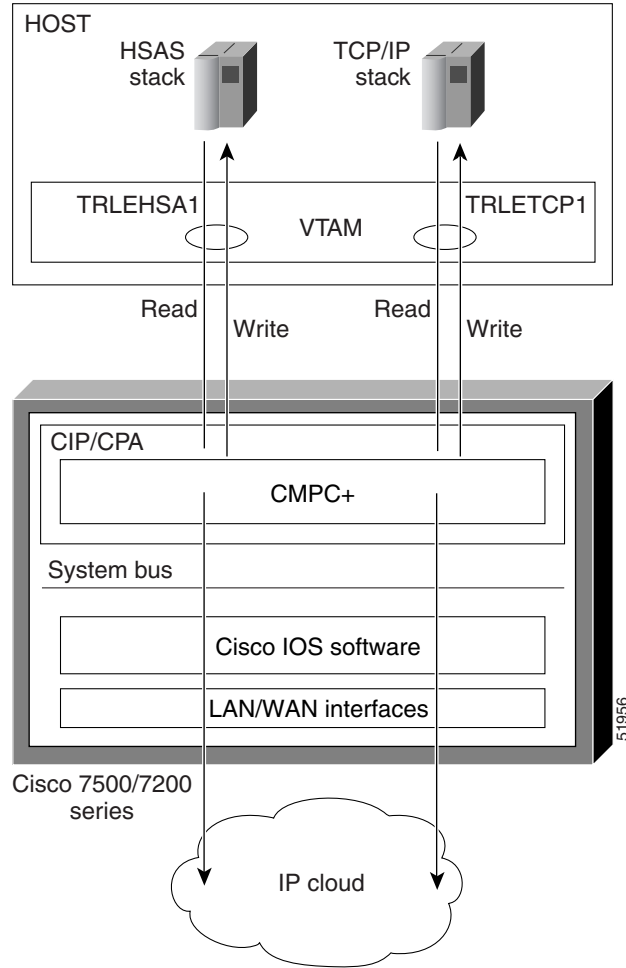 HOST
HSAS
stack
TCP/IP
stack
TRLEHSA1
VTAM
TRLETCP1
Read
Write
Read
Write
CIP/CPA
CMPC+
System bus
Cisco IOS software
LAN/WAN interfaces
51956
Cisco 7500/7200
series
IP cloud